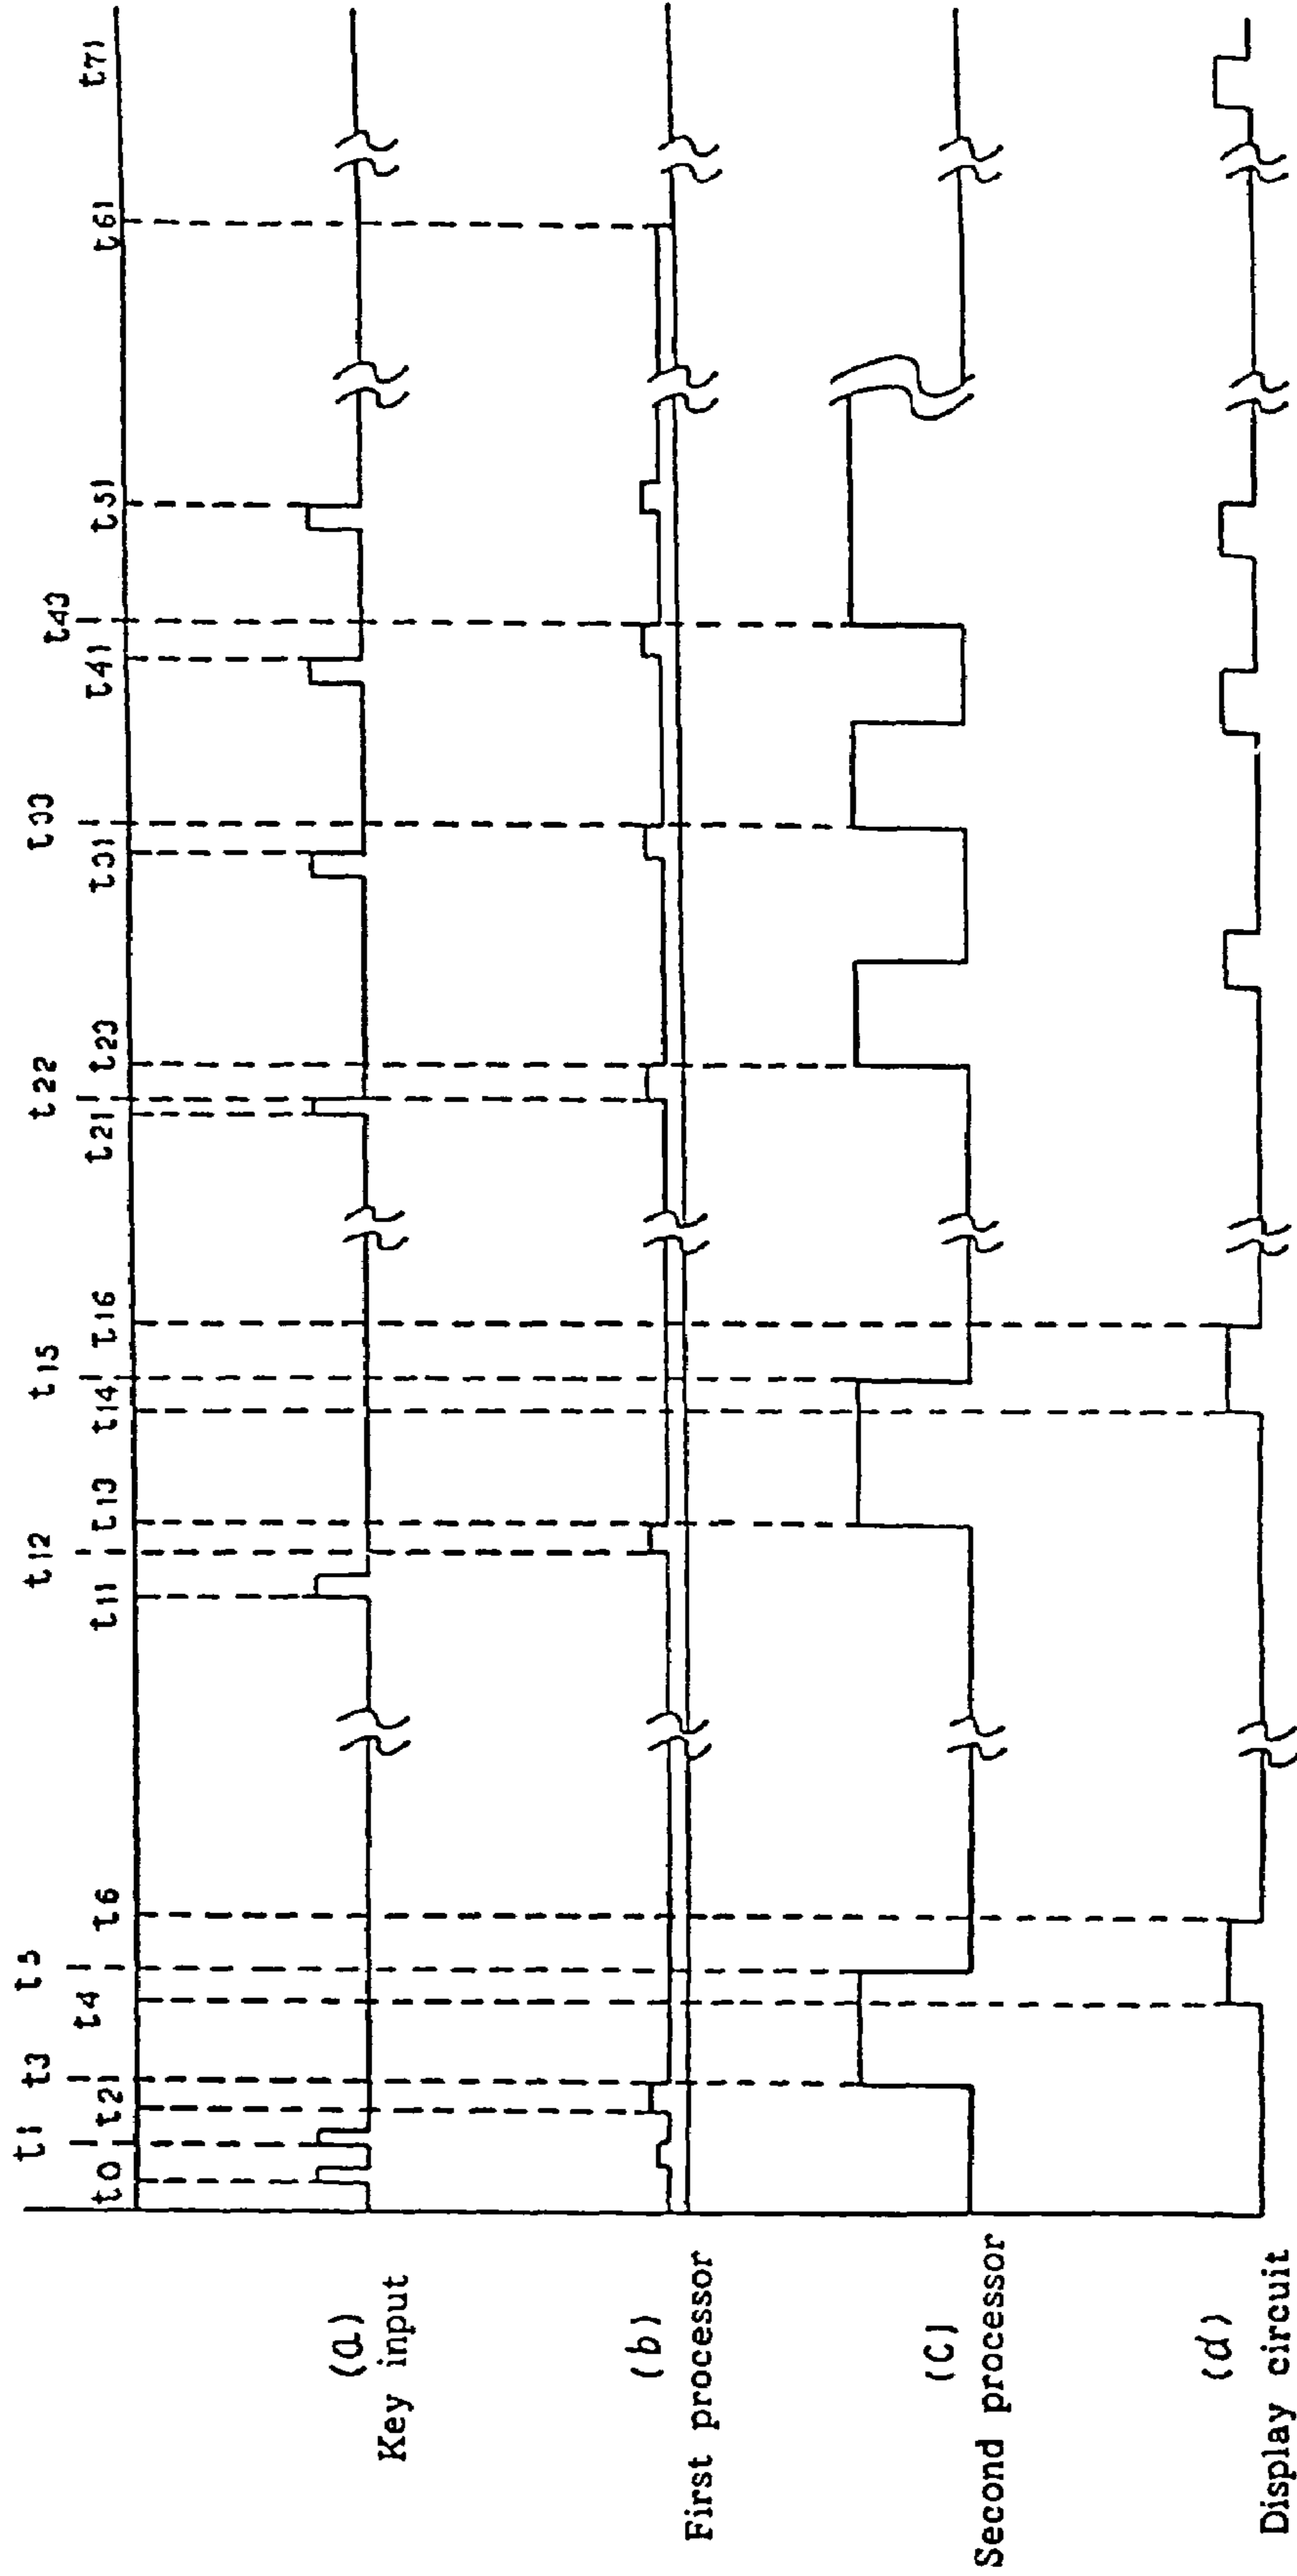 t1 t3 t5 t12 t15 t22 t33 t43
t0 t2 t4 t6 t11 t13 t14 t16 t21 t23 t31 t41 t51 t61 t71
(a)
Key input
(b)
First processor
(C)
Second processor
(d)
Display circuit